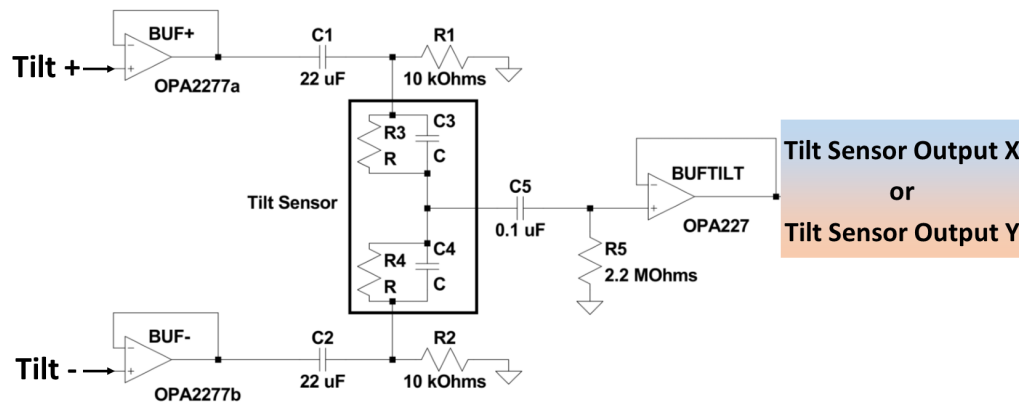 BUF+
Tilt +
OPA2277a
C1
22 uF
R1
10 kOhms
Tilt Sensor
R3
R
C3
C
R4
R
C4
C
C5
0.1 uF
R5
2.2 MOhms
BUFTILT
OPA227
Tilt Sensor Output X
or
Tilt Sensor Output Y
BUF-
Tilt -
OPA2277b
C2
22 uF
R2
10 kOhms